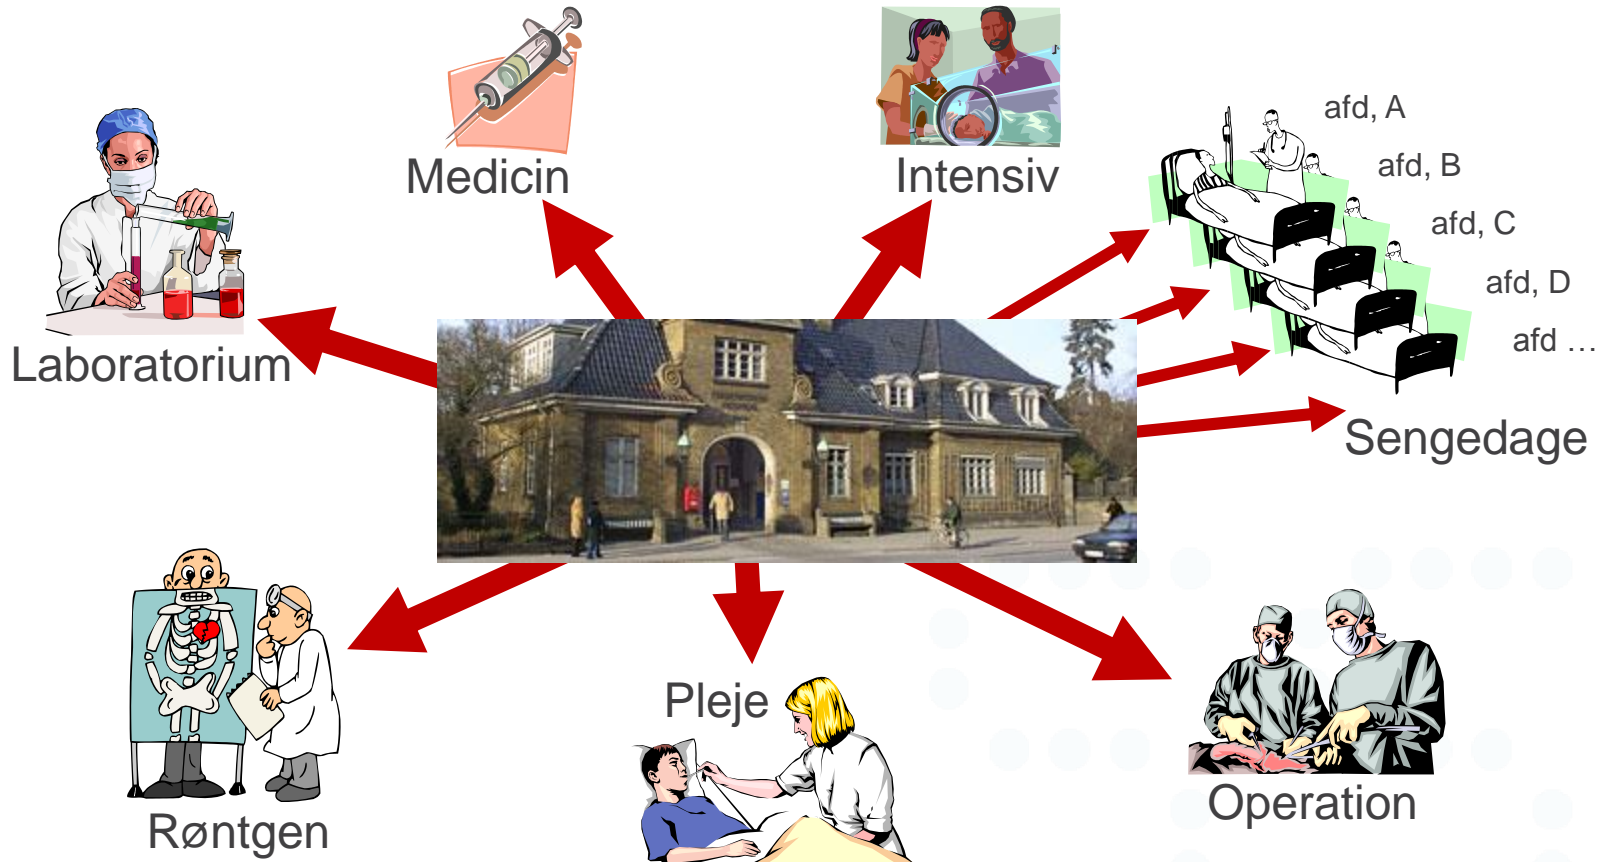 afd, A
Medicin
Intensiv
afd, B
afd, C
afd, D
afd …
Laboratorium
Sengedage
Pleje
Operation
Røntgen